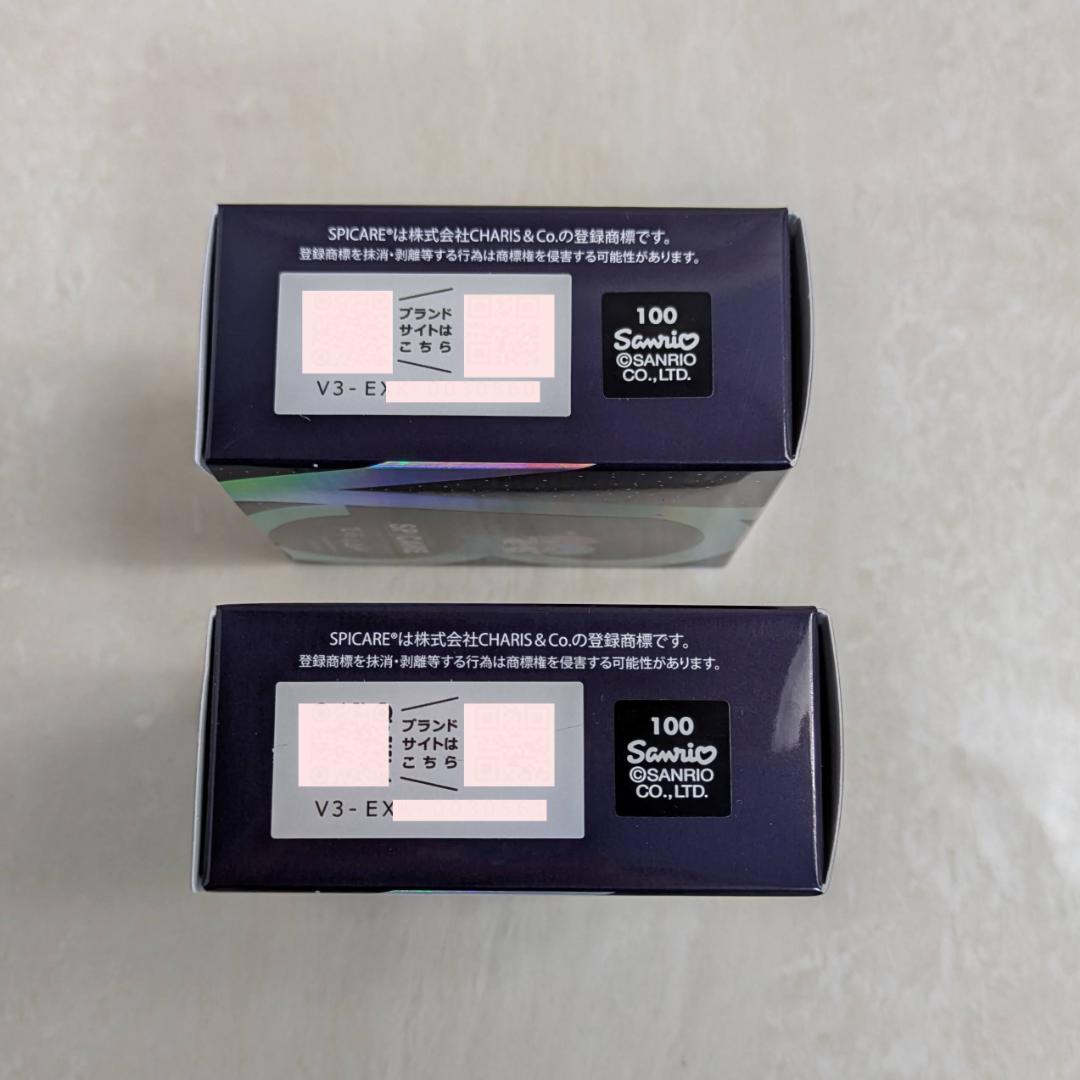 SPICARE®は株式会社CHARIS & Co.の登録商標です。
登録商標を抹消・剥離等する行為は商標権を侵害する可能性があります。
ブランド
サイトは
こちら
V3- EX
100
Sanrio
©SANRIO
CO.,LTD.
SPICARE
SPICARE®は株式会社CHARIS & Co.の登録商標です。
登録商標を抹消・剥離等する行為は商標権を侵害する可能性があります。
ブランド
サイトは
こちら
V3- EX
100
Sanrio
©SANRIO
CO.,LTD.